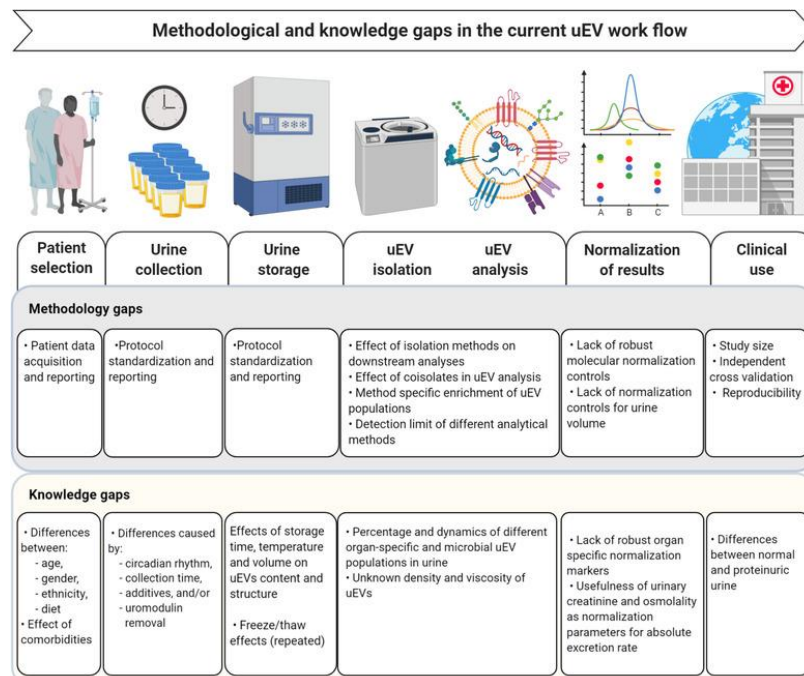 Methodological and knowledge gaps in the current uEV work flow
A B C
Patient
selection
Urine
collection
Urine
storage
uEV
isolation
uEV
analysis
Normalization
of results
Clinical
use
Methodology gaps
• Patient data
acquisition
and reporting
•Protocol
standardization and
reporting
•Protocol
standardization
and reporting
• Effect of isolation methods on
downstream analyses
• Effect of coisolates in uEV analysis
• Method specific enrichment of uEV
populations
• Detection limit of different analytical
methods
• Lack of robust
molecular normalization
controls
• Lack of normalization
controls for urine
volume
• Study size
• Independent
cross validation
• Reproducibility
Knowledge gaps
• Differences
between:
- age,
- gender,
- ethnicity,
- diet
• Effect of
comorbidities
• Differences caused
by:
- circadian rhythm,
- collection time,
- additives, and/or
- uromodulin
removal
Effects of storage
time, temperature
and volume on
uEVs content and
structure
• Freeze/thaw
effects (repeated)
• Percentage and dynamics of different
organ-specific and microbial uEV
populations in urine
• Unknown density and viscosity of
uEVs
• Lack of robust organ
specific normalization
markers
• Usefulness of urinary
creatinine and osmolality
as normalization
parameters for absolute
excretion rate
• Differences
between normal
and proteinuric
urine